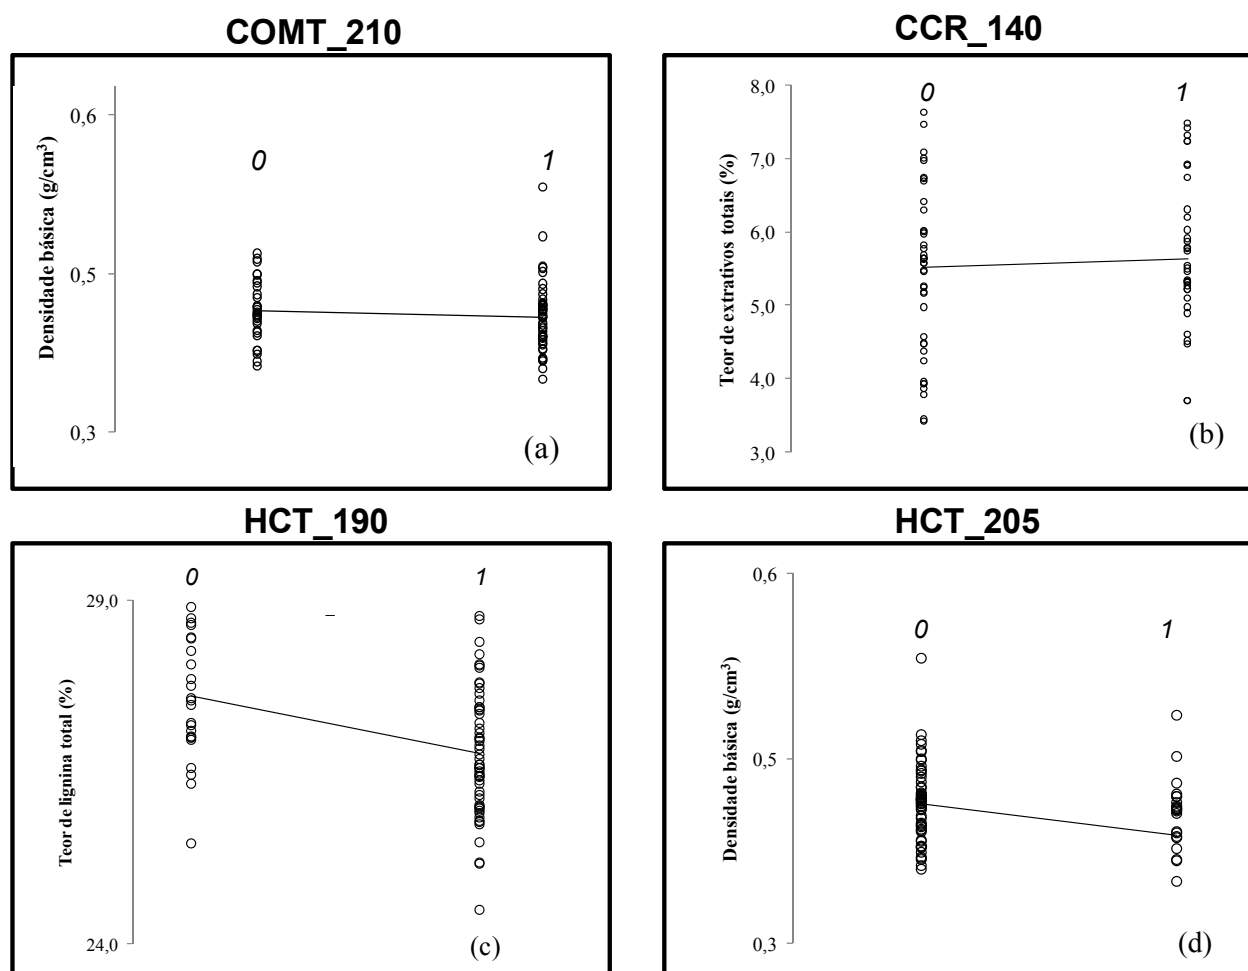 COMT_210
0,6
0,5
0,3
Densidade básica (g/cm³)
0
1
(a)
CCR_140
8,0
7,0
6,0
5,0
4,0
3,0
Teor de extrativos totais (%)
0
1
(b)
HCT_190
29,0
24,0
Teor de lignina total (%)
0
1
(c)
HCT_205
0,6
0,5
0,3
Densidade básica (g/cm³)
0
1
(d)